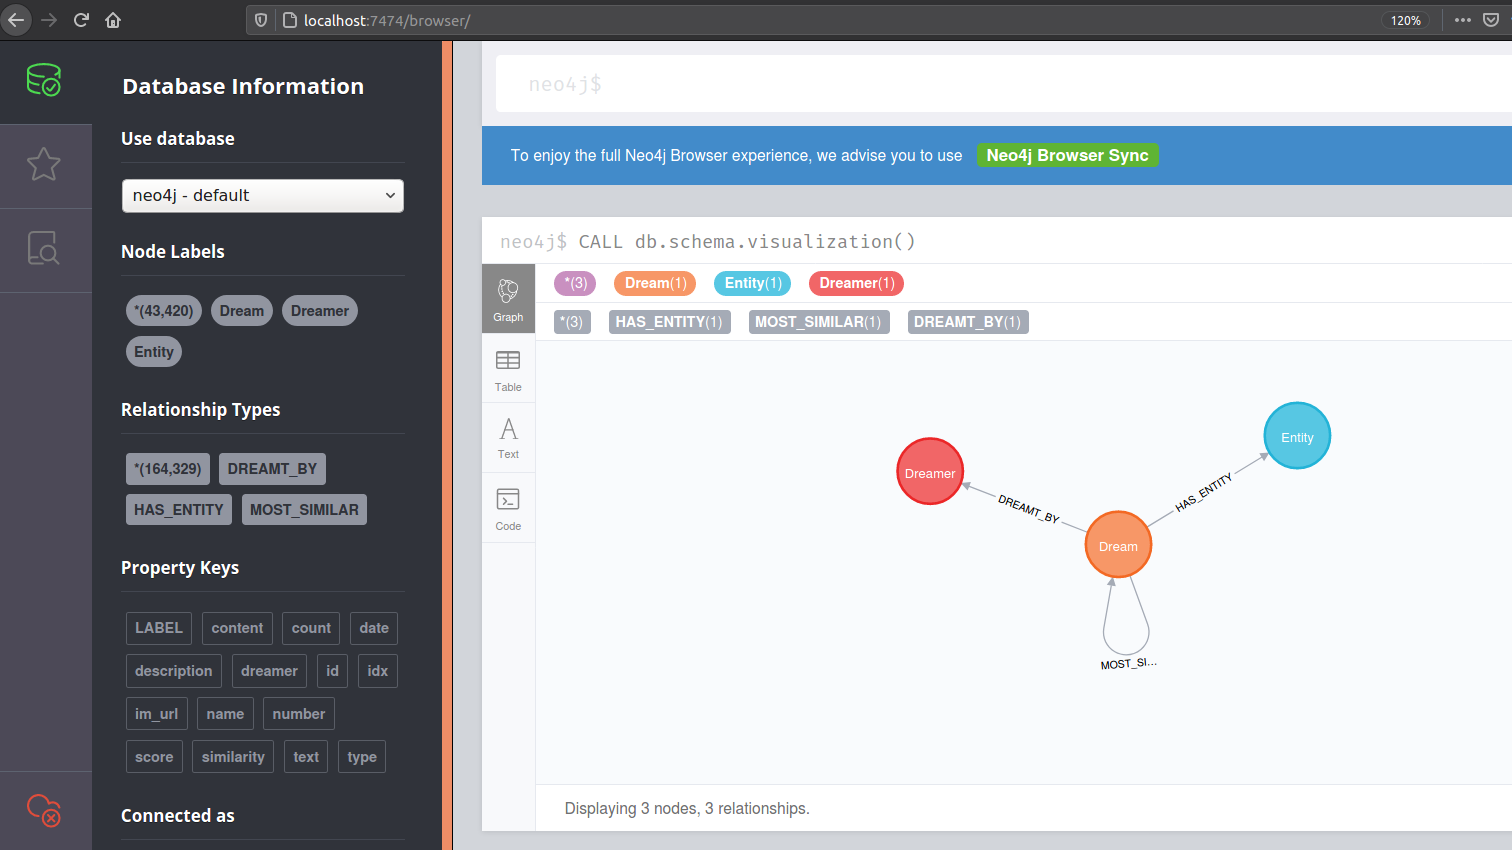 localhost:7474/browser/
120%
Database Information
Use database
neo4j - default
Node Labels
*(43,420) Dream Dreamer
Entity
Relationship Types
*(164,329) DREAMT_BY
HAS_ENTITY MOST_SIMILAR
Property Keys
LABEL content count date
description dreamer id idx
im_url name number
score similarity text type
Connected as
neo4j$
To enjoy the full Neo4j Browser experience, we advise you to use Neo4j Browser Sync
neo4j$ CALL db.schema.visualization()
Graph
Table
Text
Code
*(3) Dream(1) Entity(1) Dreamer(1)
*(3) HAS_ENTITY(1) MOST_SIMILAR(1) DREAMT_BY(1)
Entity
Dreamer
HAS_ENTITY
DREAMT_BY
Dream
MOST_SI...
Displaying 3 nodes, 3 relationships.